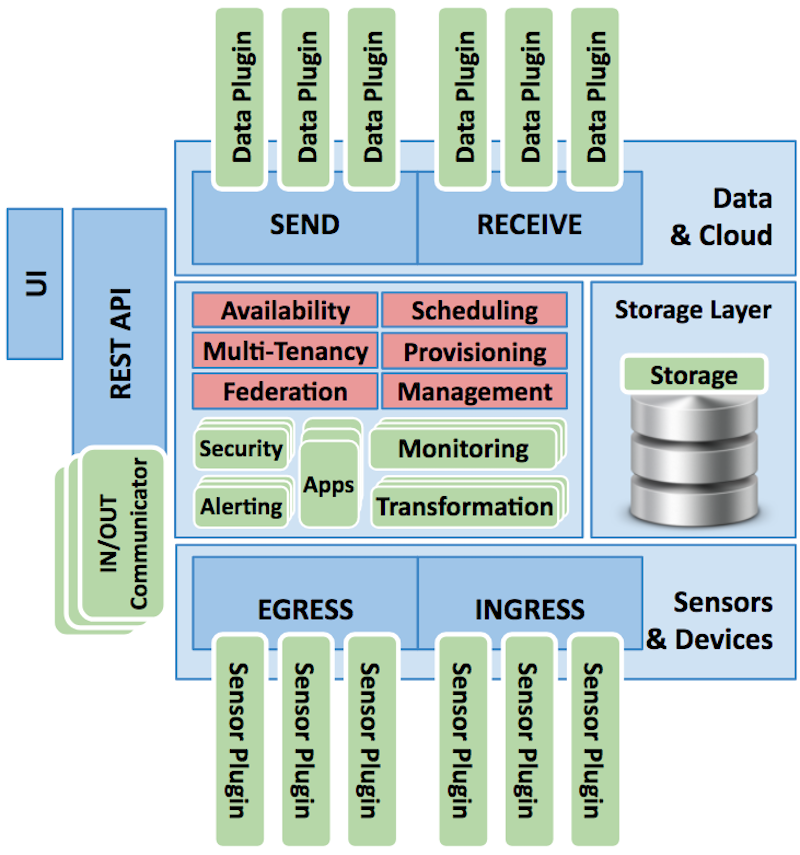 Data Plugin
Data Plugin
Data Plugin
Data Plugin
Data Plugin
Data Plugin
SEND
RECEIVE
Data
& Cloud
UI
REST API
IN/OUT
Communicator
Availability
Scheduling
Multi-Tenancy
Provisioning
Federation
Management
Security
Apps
Monitoring
Alerting
Transformation
Storage Layer
Storage
EGRESS
INGRESS
Sensors
& Devices
Sensor Plugin
Sensor Plugin
Sensor Plugin
Sensor Plugin
Sensor Plugin
Sensor Plugin